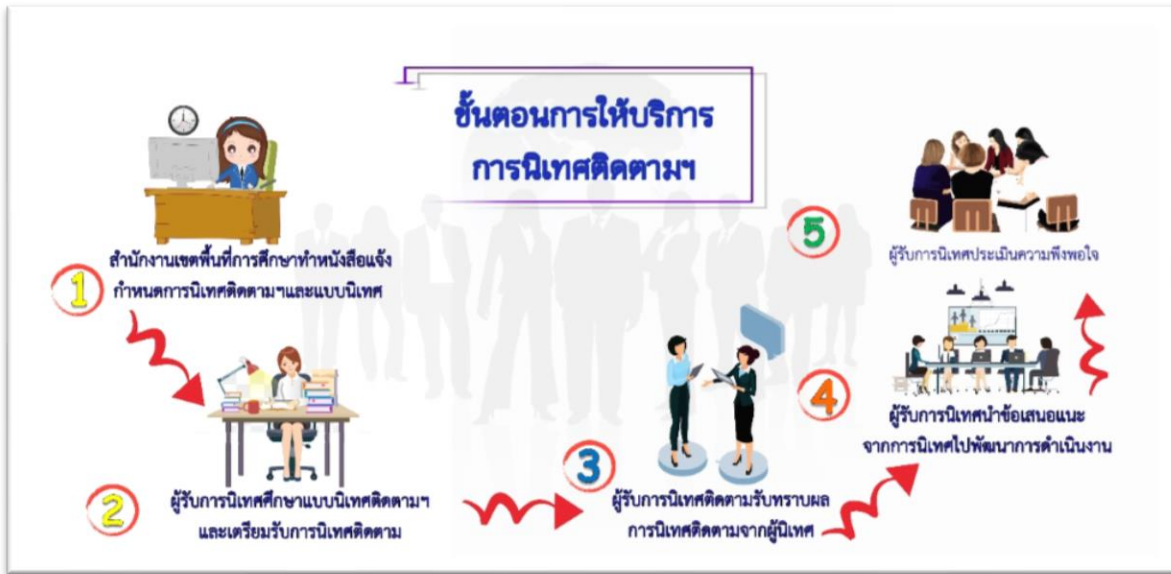 ขั้นตอนการให้บริการ
การนิเทศติดตามฯ
1
สำนักงานเขตพื้นที่การศึกษาทำหนังสือแจ้ง
กำหนดการนิเทศติดตามฯและแบบนิเทศ
2
ผู้รับการนิเทศศึกษาแบบนิเทศติดตามฯ
และเตรียมรับการนิเทศติดตาม
3
ผู้รับการนิเทศติดตามรับทราบผล
การนิเทศติดตามจากผู้นิเทศ
4
ผู้รับการนิเทศนำข้อเสนอแนะ
จากการนิเทศไปพัฒนาการดำเนินงาน
5
ผู้รับการนิเทศประเมินความพึงพอใจ